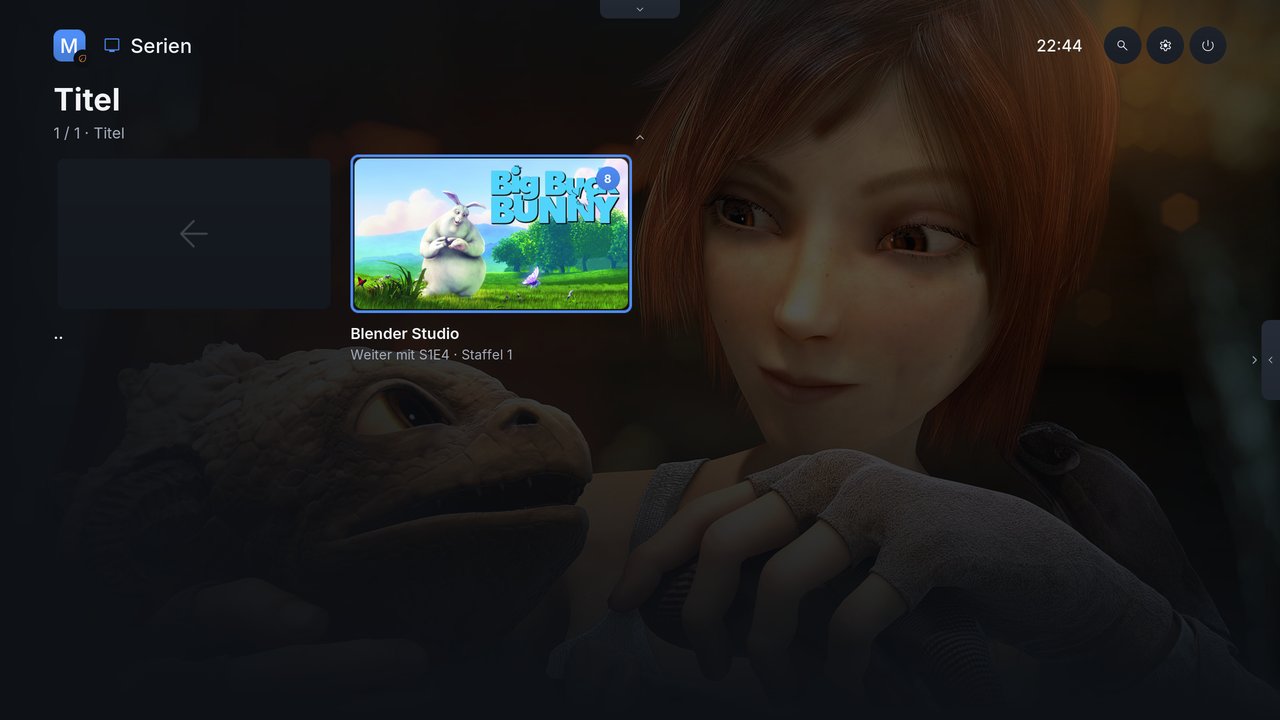 M
Serien
22:44
Titel
1 / 1 · Titel
Big Buck
BUNNY
8
..
Blender Studio
Weiter mit S1E4 · Staffel 1